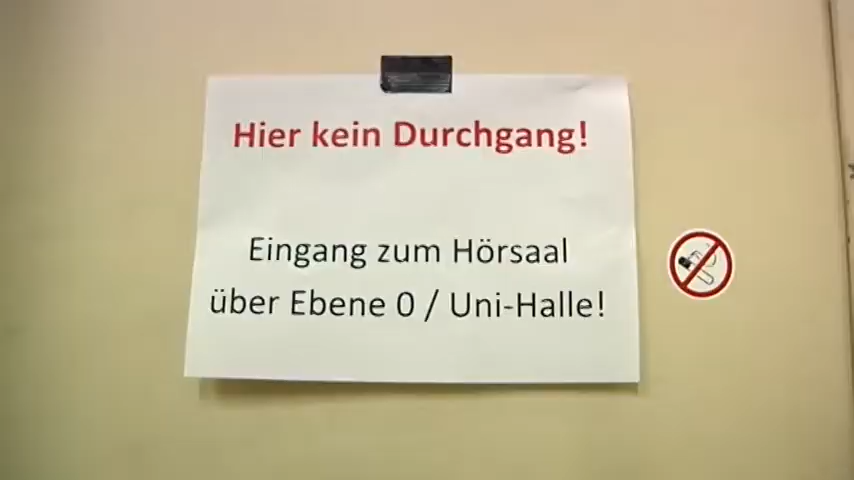 Hier kein Durchgang!
Eingang zum Hörsaal
über Ebene 0 / Uni-Halle!